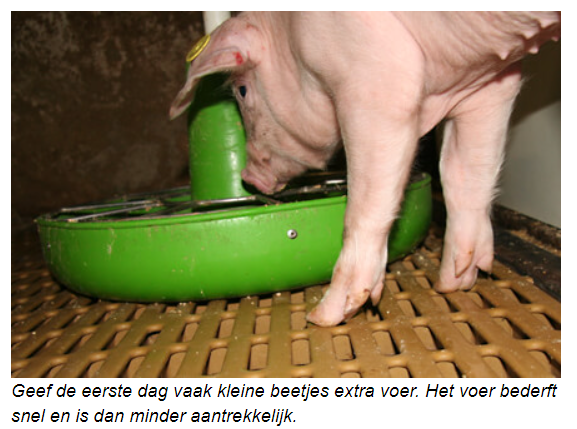 Geef de eerste dag vaak kleine beetjes extra voer. Het voer bederft
snel en is dan minder aantrekkelijk.